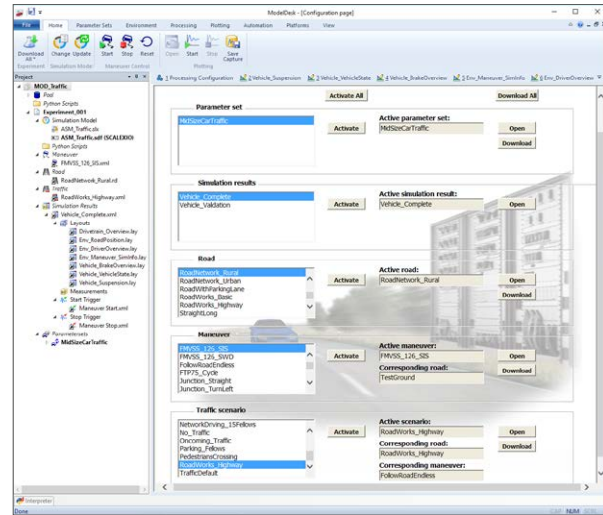 ModelDesk - [Configuration page]
File Home Parameter Sets Environment Processing Plotting Automation Platforms View
Download All Change Update Start Stop Reset Open Start Stop Save Capture
Experiment Simulation Mode Maneuver Control Plotting
Project
1 Processing Configuration 2 Vehicle_Suspension 3 Vehicle_VehicleState 4 Vehicle_BrakeOverview 5 Env_Maneuver_SimInfo 6 Env_DriverOverview
MOD_Traffic
Pool
Python Scripts
Experiment_001
Simulation Model
ASM_Traffic.slx
ASM_Traffic.sdf (SCALEXIO)
Python Scripts
Maneuver
FMVSS_126_SIS.xml
Road
RoadNetwork_Rural.rd
Traffic
RoadWorks_Highway.xml
Simulation Results
Vehicle_Complete.xml
Layouts
Drivetrain_Overview.lay
Env_RoadPosition.lay
Env_DriverOverview.lay
Env_Maneuver_SimInfo.lay
Vehicle_BrakeOverview.lay
Vehicle_VehicleState.lay
Vehicle_Suspension.lay
Measurements
Start Trigger
Maneuver Start.xml
Stop Trigger
Maneuver Stop.xml
Parametersets
MidSizeCarTraffic
Activate All Download All
Parameter set
MidSizeCarTraffic
Activate
Active parameter set:
MidSizeCarTraffic
Open
Download
Simulation results
Vehicle_Complete
Vehicle_Validation
Activate
Active simulation result:
Vehicle_Complete
Open
Road
RoadNetwork_Rural
RoadNetwork_Urban
RoadWithParkingLane
RoadWorks_Basic
RoadWorks_Highway
StraightLong
Activate
Active road:
RoadNetwork_Rural
Open
Download
Maneuver
FMVSS_126_SIS
FMVSS_126_SWD
FollowRoadEndless
FTP75_Cycle
Junction_Straight
Junction_TurnLeft
Activate
Active maneuver:
FMVSS_126_SIS
Corresponding road:
TestGround
Open
Download
Traffic scenario
NetworkDriving_15Fellows
No_Traffic
Oncoming_Traffic
Parking_Fellows
PedestriansCrossing
RoadWorks_Highway
TrafficDefault
Activate
Active scenario:
RoadWorks_Highway
Corresponding road:
RoadWorks_Highway
Corresponding maneuver:
FollowRoadEndless
Open
Download
Interpreter
Done
CAP NUM